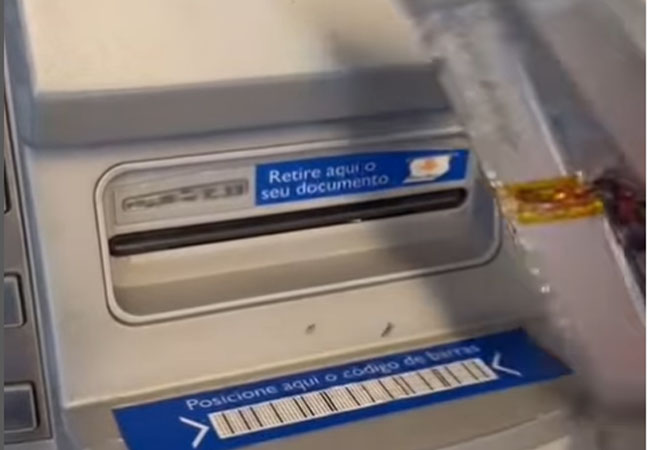 Retire aqui o
seu documento
Posicione aqui o código de barras